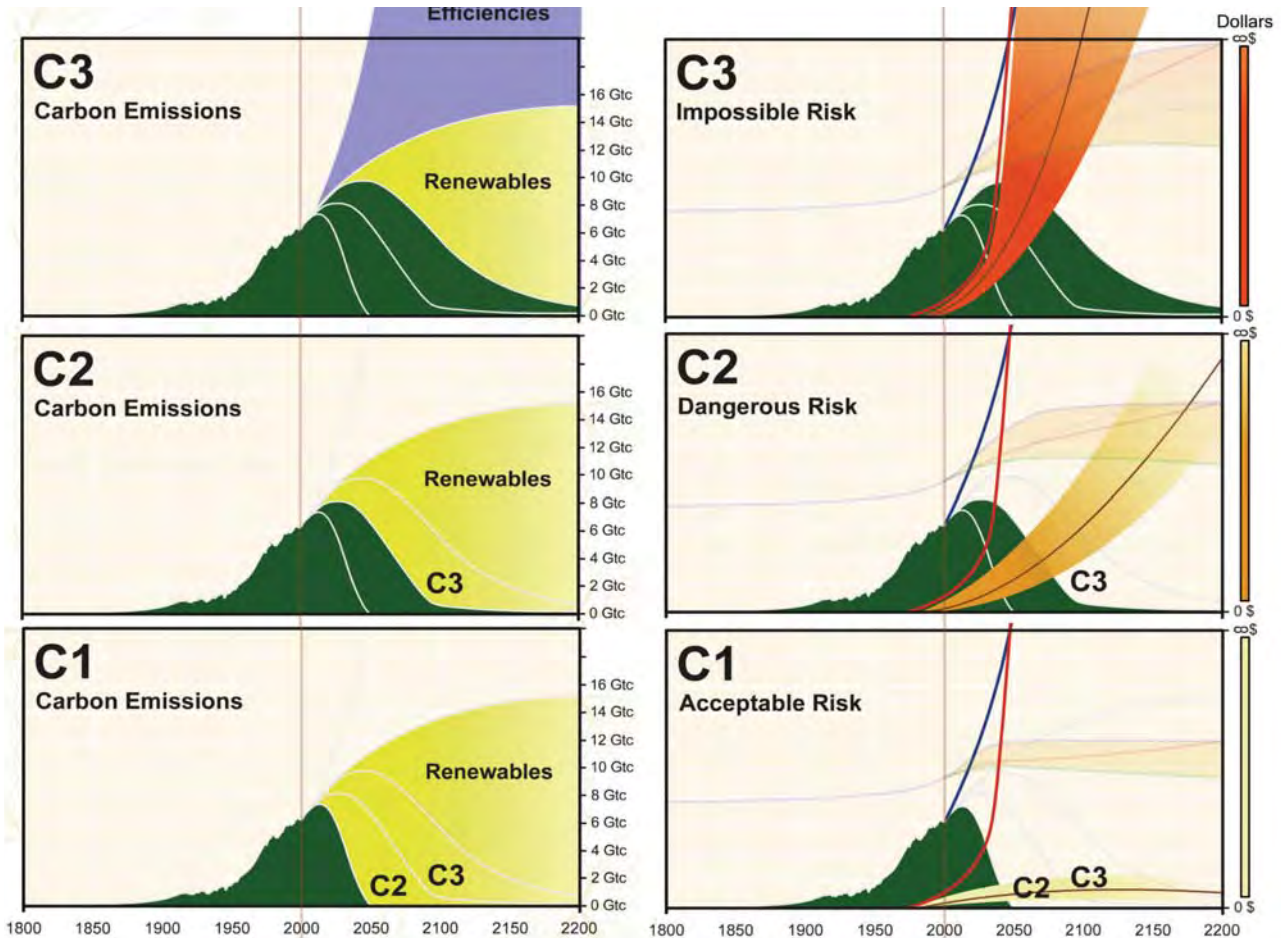 Efficiencies
C3
Carbon Emissions
16 Gtc
14 Gtc
12 Gtc
10 Gtc
8 Gtc
6 Gtc
4 Gtc
2 Gtc
0 Gtc
Renewables
Dollars
∞$
C3
Impossible Risk
0 $
C2
Carbon Emissions
16 Gtc
14 Gtc
12 Gtc
10 Gtc
8 Gtc
6 Gtc
4 Gtc
2 Gtc
0 Gtc
Renewables
C3
∞$
C2
Dangerous Risk
C3
0 $
C1
Carbon Emissions
16 Gtc
14 Gtc
12 Gtc
10 Gtc
8 Gtc
6 Gtc
4 Gtc
2 Gtc
0 Gtc
Renewables
C2 C3
∞$
C1
Acceptable Risk
C2 C3
0 $
1800 1850 1900 1950 2000 2050 2100 2150 2200
1800 1850 1900 1950 2000 2050 2100 2150 2200